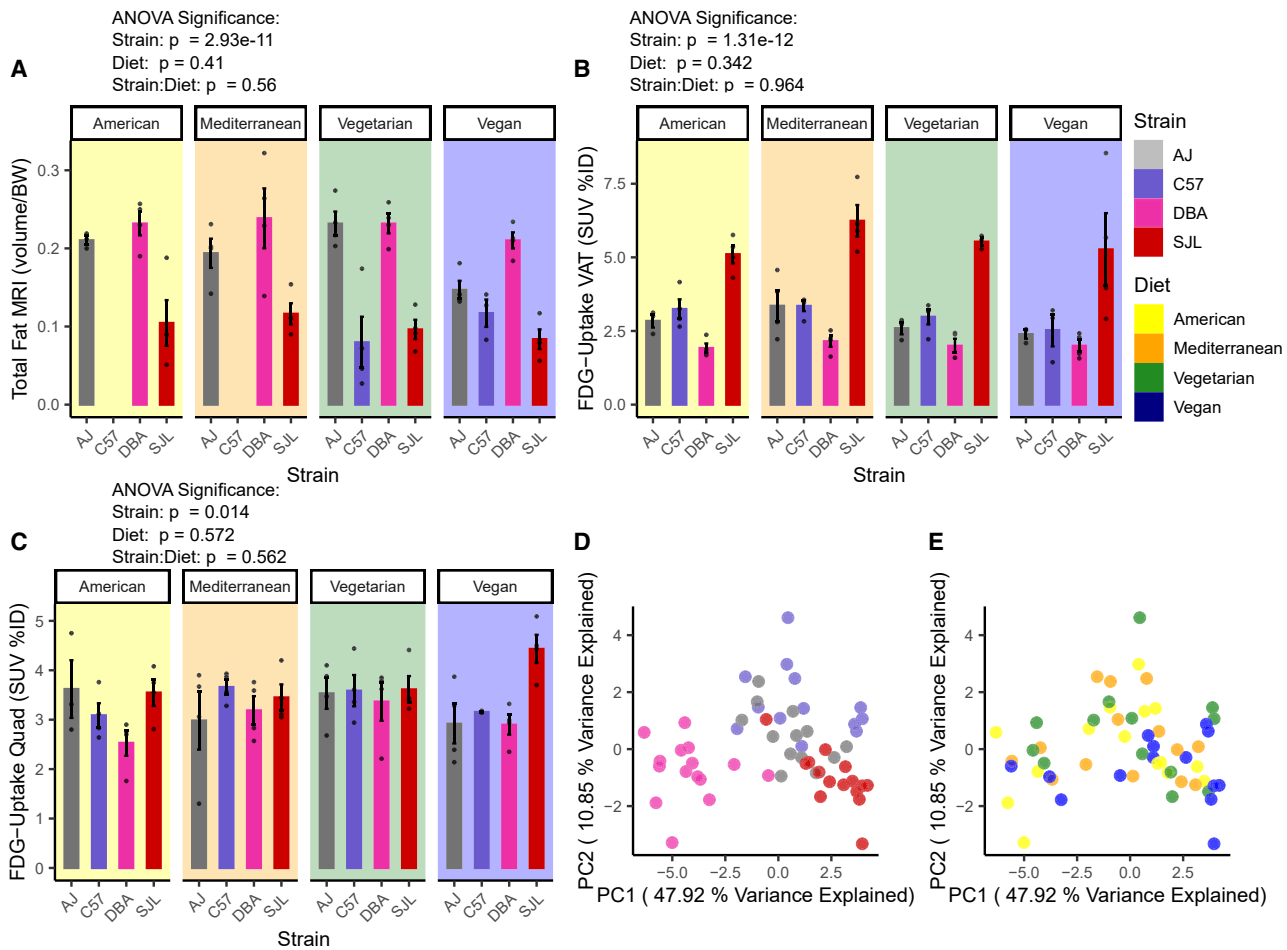 ANOVA Significance:
Strain: p = 2.93e-11
Diet: p = 0.41
Strain:Diet: p = 0.56
A
American
Mediterranean
Vegetarian
Vegan
Total Fat MRI (volume/BW)
0.3
0.2
0.1
0.0
AJ
C57
DBA
SJL
AJ
C57
DBA
SJL
AJ
C57
DBA
SJL
AJ
C57
DBA
SJL
Strain
ANOVA Significance:
Strain: p = 1.31e-12
Diet: p = 0.342
Strain:Diet: p = 0.964
B
American
Mediterranean
Vegetarian
Vegan
FDG-Uptake VAT (SUV %ID)
7.5
5.0
2.5
0.0
AJ
C57
DBA
SJL
AJ
C57
DBA
SJL
AJ
C57
DBA
SJL
AJ
C57
DBA
SJL
Strain
Strain
AJ
C57
DBA
SJL
Diet
American
Mediterranean
Vegetarian
Vegan
ANOVA Significance:
Strain: p = 0.014
Diet: p = 0.572
Strain:Diet: p = 0.562
C
American
Mediterranean
Vegetarian
Vegan
FDG-Uptake Quad (SUV %ID)
5
4
3
2
1
0
AJ
C57
DBA
SJL
AJ
C57
DBA
SJL
AJ
C57
DBA
SJL
AJ
C57
DBA
SJL
Strain
D
PC2 ( 10.85 % Variance Explained)
4
2
0
−2
−5.0
−2.5
0.0
2.5
PC1 ( 47.92 % Variance Explained)
E
PC2 ( 10.85 % Variance Explained)
4
2
0
−2
−5.0
−2.5
0.0
2.5
PC1 ( 47.92 % Variance Explained)